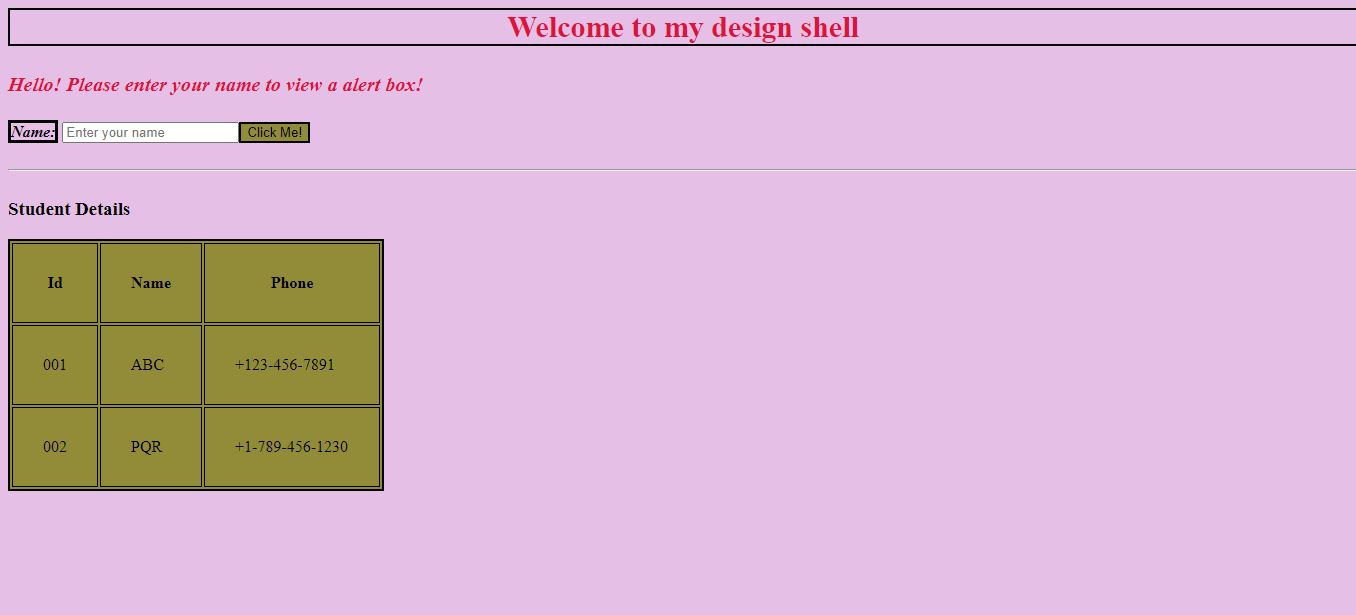 Welcome to my design shell
Hello! Please enter your name to view a alert box!
Name: Enter your name Click Me!
Student Details
Id Name Phone
001 ABC +123-456-7891
002 PQR +1-789-456-1230